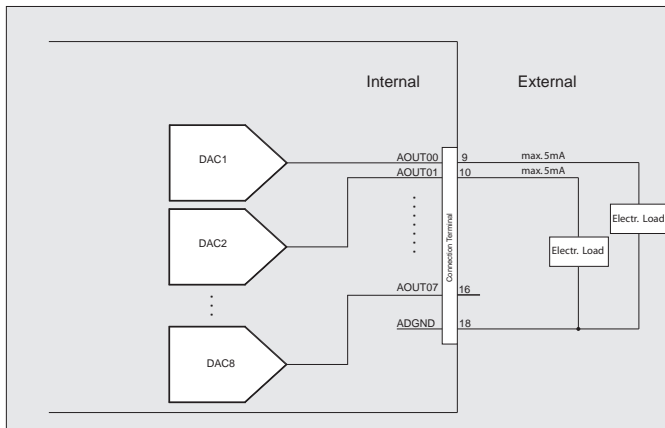 Internal
External
DAC1
AOUT00
9
max.5mA
AOUT01
10
max.5mA
DAC2
Electr. Load
Electr. Load
Connection Terminal
AOUT07
16
ADGND
18
DAC8